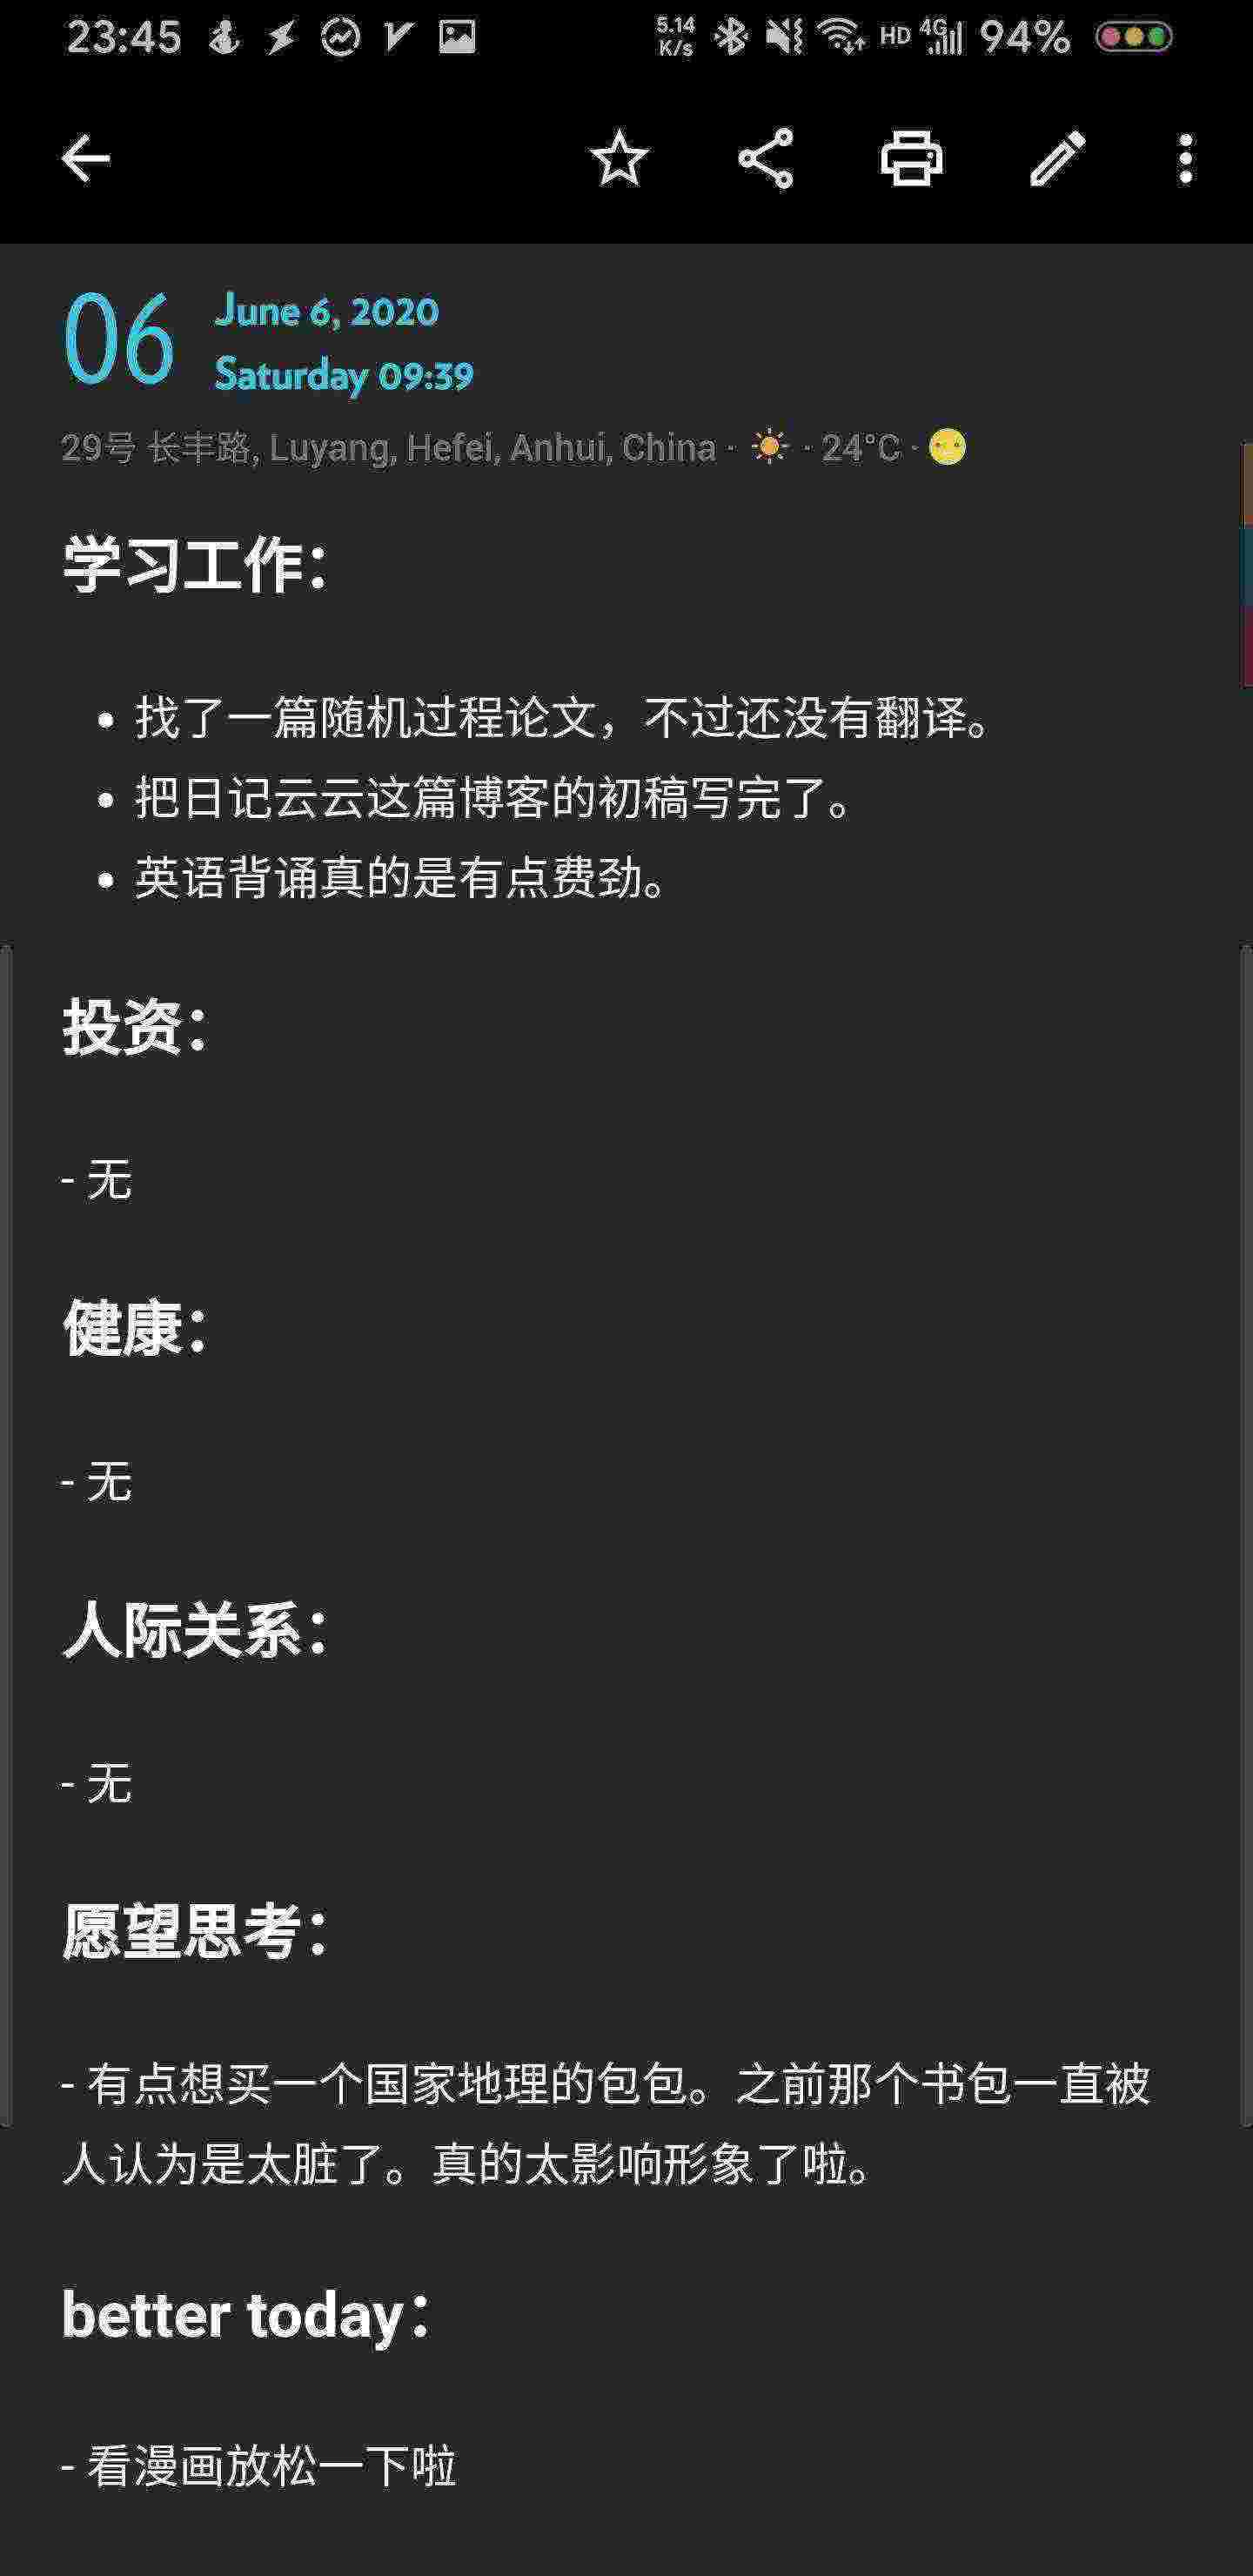 23:45
5.14
K/s
HD 4G 94%
06
June 6, 2020
Saturday 09:39
29号 长丰路, Luyang, Hefei, Anhui, China · · 24°C ·
学习工作：
• 找了一篇随机过程论文，不过还没有翻译。
• 把日记云云这篇博客的初稿写完了。
• 英语背诵真的是有点费劲。
投资：
- 无
健康：
- 无
人际关系：
- 无
愿望思考：
- 有点想买一个国家地理的包包。之前那个书包一直被
人认为是太脏了。真的太影响形象了啦。
better today：
- 看漫画放松一下啦